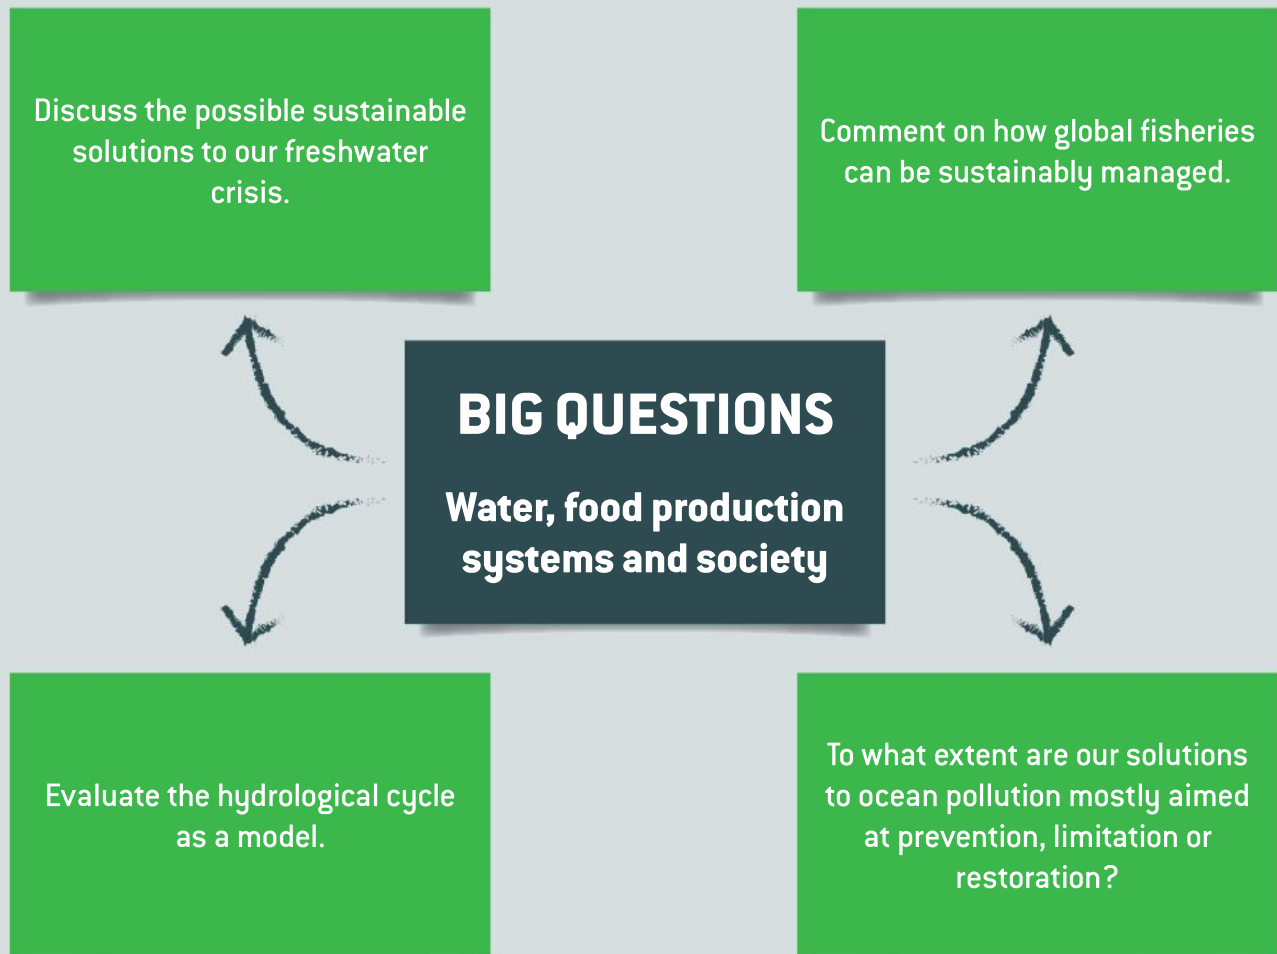 Discuss the possible sustainable
solutions to our freshwater
crisis.
Comment on how global fisheries
can be sustainably managed.
BIG QUESTIONS
Water, food production
systems and society
Evaluate the hydrological cycle
as a model.
To what extent are our solutions
to ocean pollution mostly aimed
at prevention, limitation or
restoration?